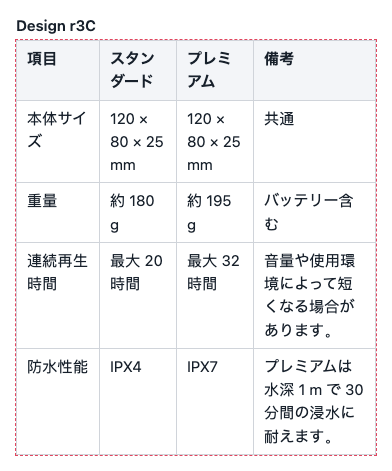 Design r3C
項目 スタンダード プレミアム 備考
本体サイズ 120 × 80 × 25 mm 120 × 80 × 25 mm 共通
重量 約 180 g 約 195 g バッテリー含む
連続再生時間 最大 20 時間 最大 32 時間 音量や使用環境によって短くなる場合があります。
防水性能 IPX4 IPX7 プレミアムは水深 1 m で 30 分間の浸水に耐えます。